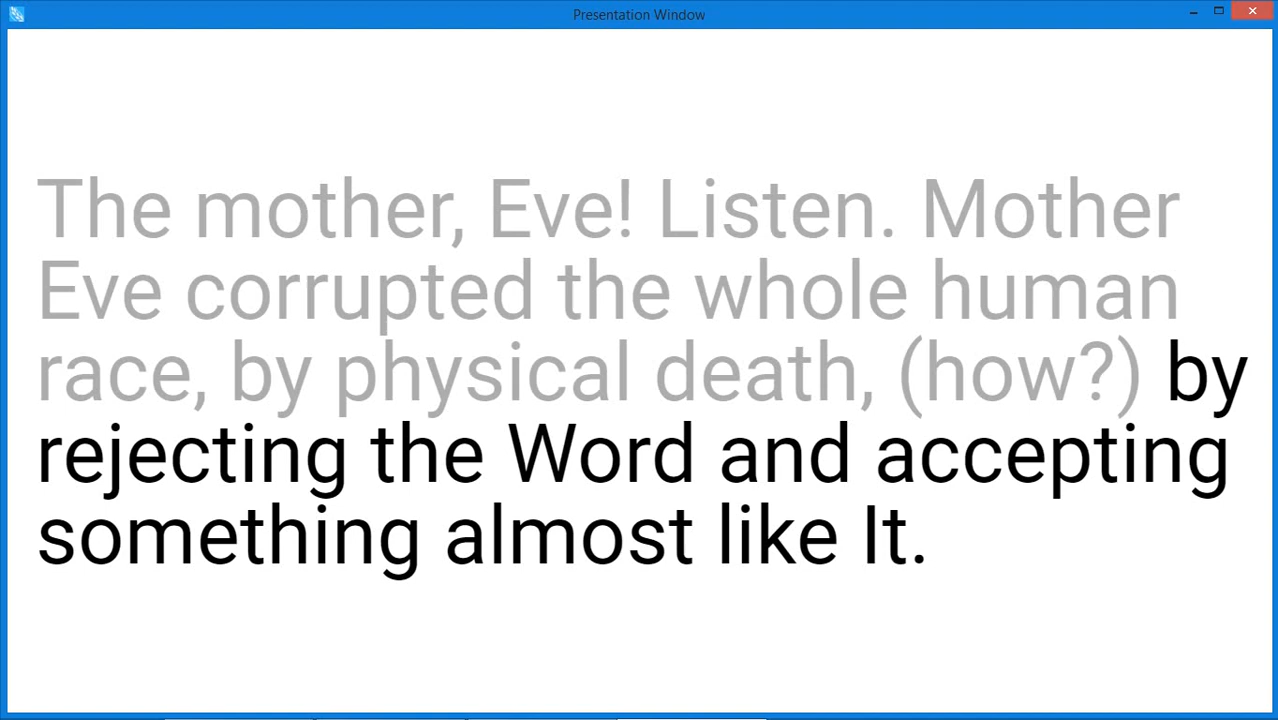 Presentation Window
The mother, Eve! Listen. Mother
Eve corrupted the whole human
race, by physical death, (how?) by
rejecting the Word and accepting
something almost like It.